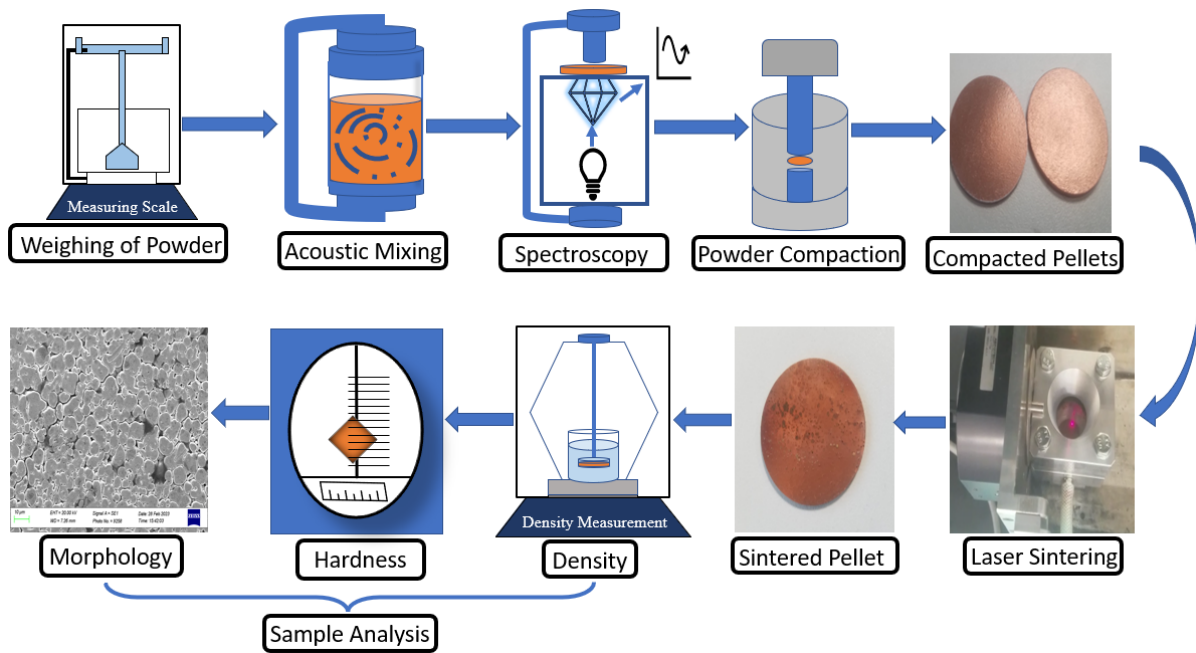 Measuring Scale
Weighing of Powder
Acoustic Mixing
Spectroscopy
Powder Compaction
Compacted Pellets
Laser Sintering
Sintered Pellet
Density Measurement
Density
Hardness
Morphology
Sample Analysis